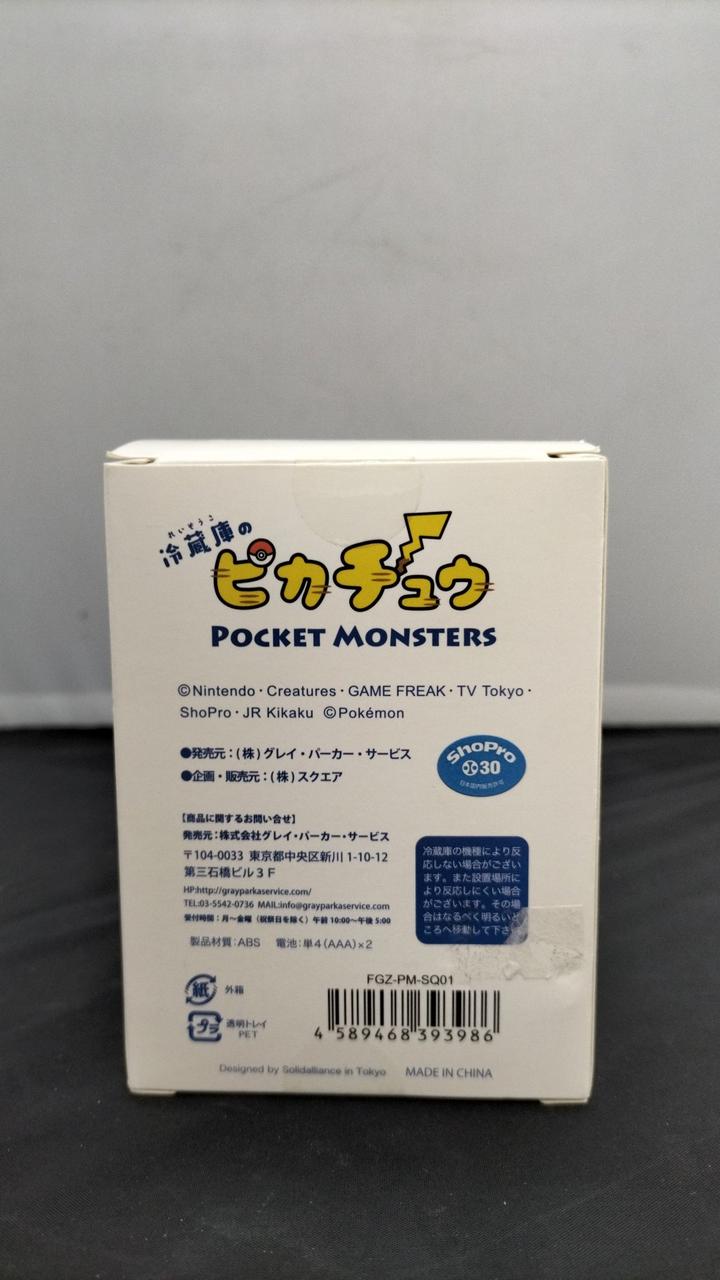 れいぞうこ
冷蔵庫の
ピカチュウ
POCKET MONSTERS
©Nintendo・Creatures・GAME FREAK・TV Tokyo・
ShoPro・JR Kikaku ©Pokémon
●発売元：(株)グレイ・パーカー・サービス
●企画・販売元：(株)スクエア
ShoPro
30
日本国内販売許可
【商品に関するお問い合せ】
発売元：株式会社グレイ・パーカー・サービス
〒104-0033 東京都中央区新川1-10-12
第三石橋ビル3F
HP:http://grayparkaservice.com/
TEL:03-5542-0736 MAIL:info@grayparkaservice.com
受付時間：月〜金曜（祝祭日を除く）午前10:00〜午後5:00
製品材質：ABS 電池：単4(AAA)×2
冷蔵庫の機種により反
応しない場合がござい
ます。また設置場所に
より反応しにくい場合
がございます。その場
合はなるべく明るいと
ころへ移動して下さい
紙 外箱
プラ 透明トレイ
PET
FGZ-PM-SQ01
4 589468 393986
Designed by Solidalliance in Tokyo MADE IN CHINA